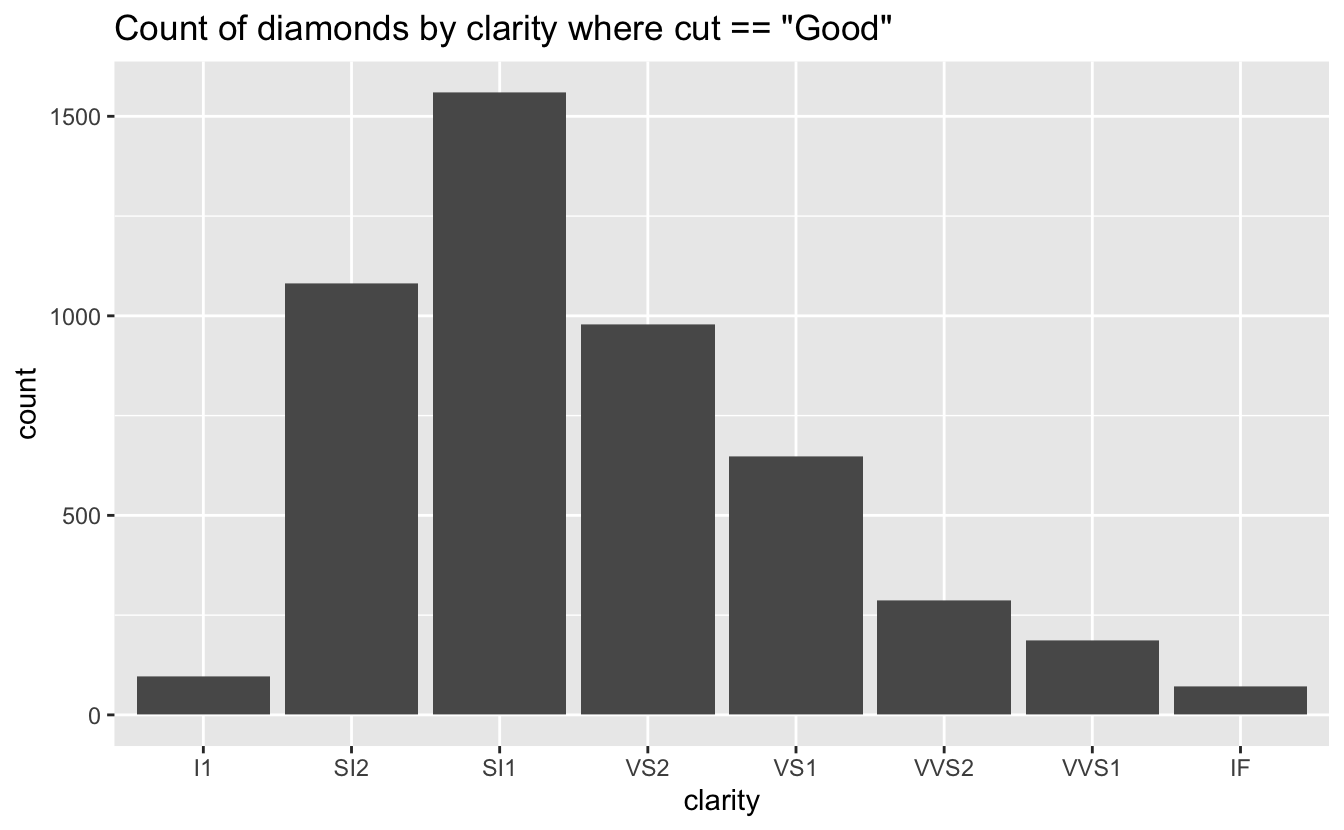 Count of diamonds by clarity where cut == "Good"
1500
1000
500
0
count
I1 SI2 SI1 VS2 VS1 VVS2 VVS1 IF
clarity